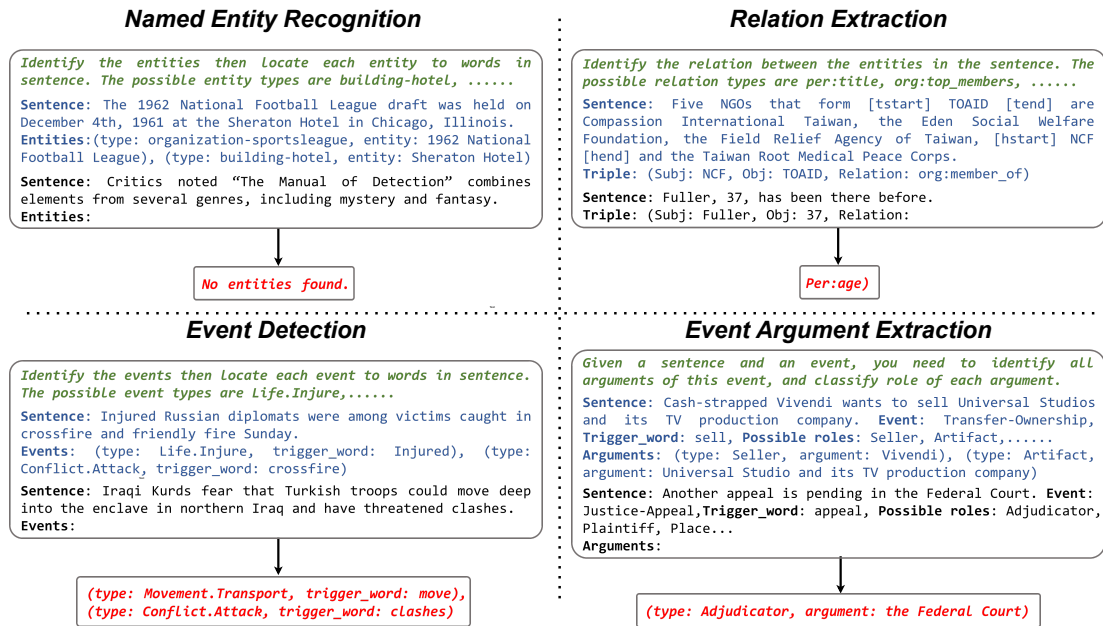 Named Entity Recognition
Identify the entities then locate each entity to words in
sentence. The possible entity types are building-hotel, ......
Sentence: The 1962 National Football League draft was held on
December 4th, 1961 at the Sheraton Hotel in Chicago, Illinois.
Entities:(type: organization-sportsleague, entity: 1962 National
Football League), (type: building-hotel, entity: Sheraton Hotel)
Sentence: Critics noted “The Manual of Detection” combines
elements from several genres, including mystery and fantasy.
Entities:
No entities found.
Relation Extraction
Identify the relation between the entities in the sentence. The
possible relation types are per:title, org:top_members, ......
Sentence: Five NGOs that form [tstart] TOAID [tend] are
Compassion International Taiwan, the Eden Social Welfare
Foundation, the Field Relief Agency of Taiwan, [hstart] NCF
[hend] and the Taiwan Root Medical Peace Corps.
Triple: (Subj: NCF, Obj: TOAID, Relation: org:member_of)
Sentence: Fuller, 37, has been there before.
Triple: (Subj: Fuller, Obj: 37, Relation:
Per:age)
Event Detection
Identify the events then locate each event to words in sentence.
The possible event types are Life.Injure,......
Sentence: Injured Russian diplomats were among victims caught in
crossfire and friendly fire Sunday.
Events: (type: Life.Injure, trigger_word: Injured), (type:
Conflict.Attack, trigger_word: crossfire)
Sentence: Iraqi Kurds fear that Turkish troops could move deep
into the enclave in northern Iraq and have threatened clashes.
Events:
(type: Movement.Transport, trigger_word: move),
(type: Conflict.Attack, trigger_word: clashes)
Event Argument Extraction
Given a sentence and an event, you need to identify all
arguments of this event, and classify role of each argument.
Sentence: Cash-strapped Vivendi wants to sell Universal Studios
and its TV production company. Event: Transfer-Ownership,
Trigger_word: sell, Possible roles: Seller, Artifact,......
Arguments: (type: Seller, argument: Vivendi), (type: Artifact,
argument: Universal Studio and its TV production company)
Sentence: Another appeal is pending in the Federal Court. Event:
Justice-Appeal,Trigger_word: appeal, Possible roles: Adjudicator,
Plaintiff, Place...
Arguments:
(type: Adjudicator, argument: the Federal Court)